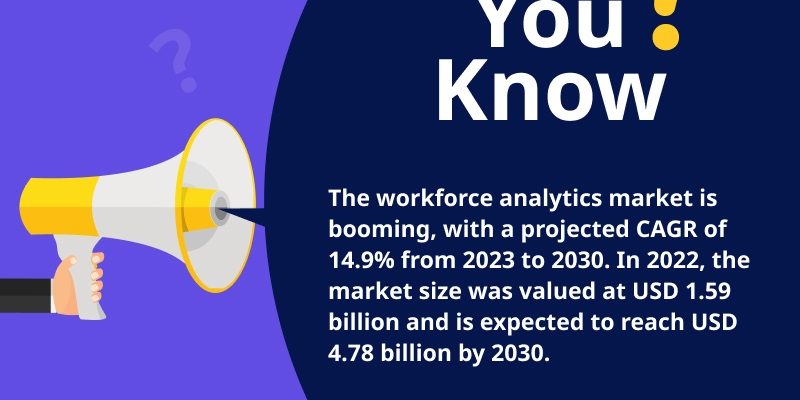 You ?
Know
?
The workforce analytics market is
booming, with a projected CAGR of
14.9% from 2023 to 2030. In 2022, the
market size was valued at USD 1.59
billion and is expected to reach USD
4.78 billion by 2030.